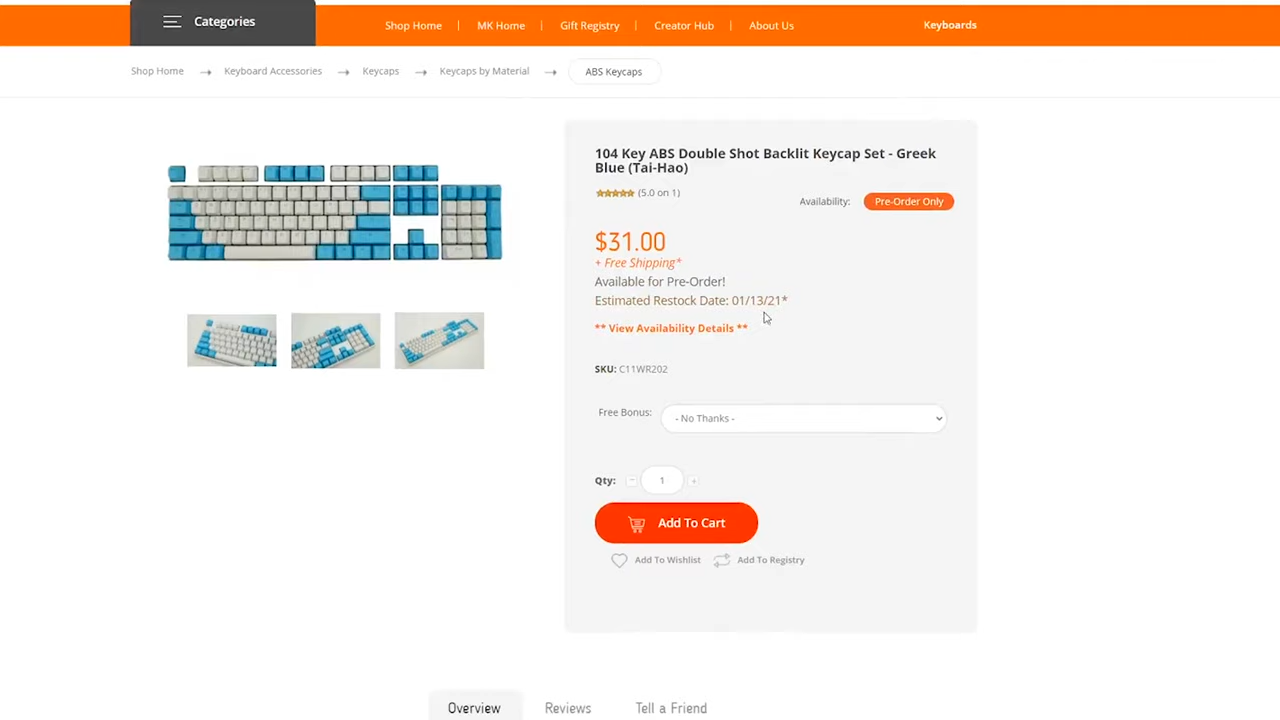 Categories
Shop Home
MK Home
Gift Registry
Creator Hub
About Us
Keyboards
Shop Home
Keyboard Accessories
Keycaps
Keycaps by Material
ABS Keycaps
104 Key ABS Double Shot Backlit Keycap Set - Greek
Blue (Tai-Hao)
(5.0 on 1)
Availability:
Pre-Order Only
$31.00
+ Free Shipping*
Available for Pre-Order!
Estimated Restock Date: 01/13/21*
** View Availability Details **
SKU: C11WR202
Free Bonus:
- No Thanks -
Qty:
1
Add To Cart
Add To Wishlist
Add To Registry
Overview
Reviews
Tell a Friend